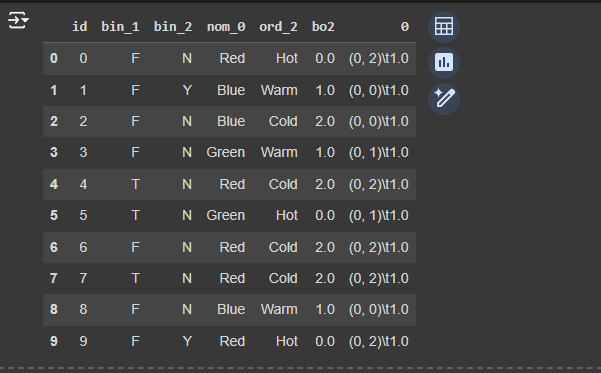 id bin_1 bin_2 nom_0 ord_2 bo2 0
0 0 F N Red Hot 0.0 (0, 2)\t1.0
1 1 F Y Blue Warm 1.0 (0, 0)\t1.0
2 2 F N Blue Cold 2.0 (0, 0)\t1.0
3 3 F N Green Warm 1.0 (0, 1)\t1.0
4 4 T N Red Cold 2.0 (0, 2)\t1.0
5 5 T N Green Hot 0.0 (0, 1)\t1.0
6 6 F N Red Cold 2.0 (0, 2)\t1.0
7 7 T N Red Cold 2.0 (0, 2)\t1.0
8 8 F N Blue Warm 1.0 (0, 0)\t1.0
9 9 F Y Red Hot 0.0 (0, 2)\t1.0